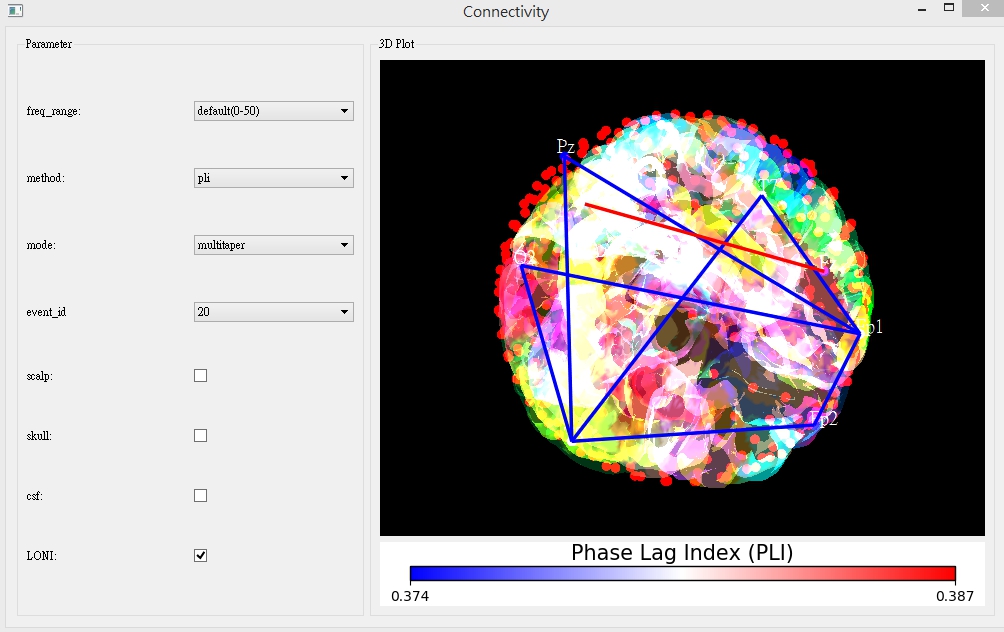 Connectivity
Parameter
freq_range:
default(0-50)
method:
pli
mode:
multitaper
event_id
20
scalp:
skull:
csf:
LONI:
3D Plot
Pz
p1
Fp2
Phase Lag Index (PLI)
0.374
0.387